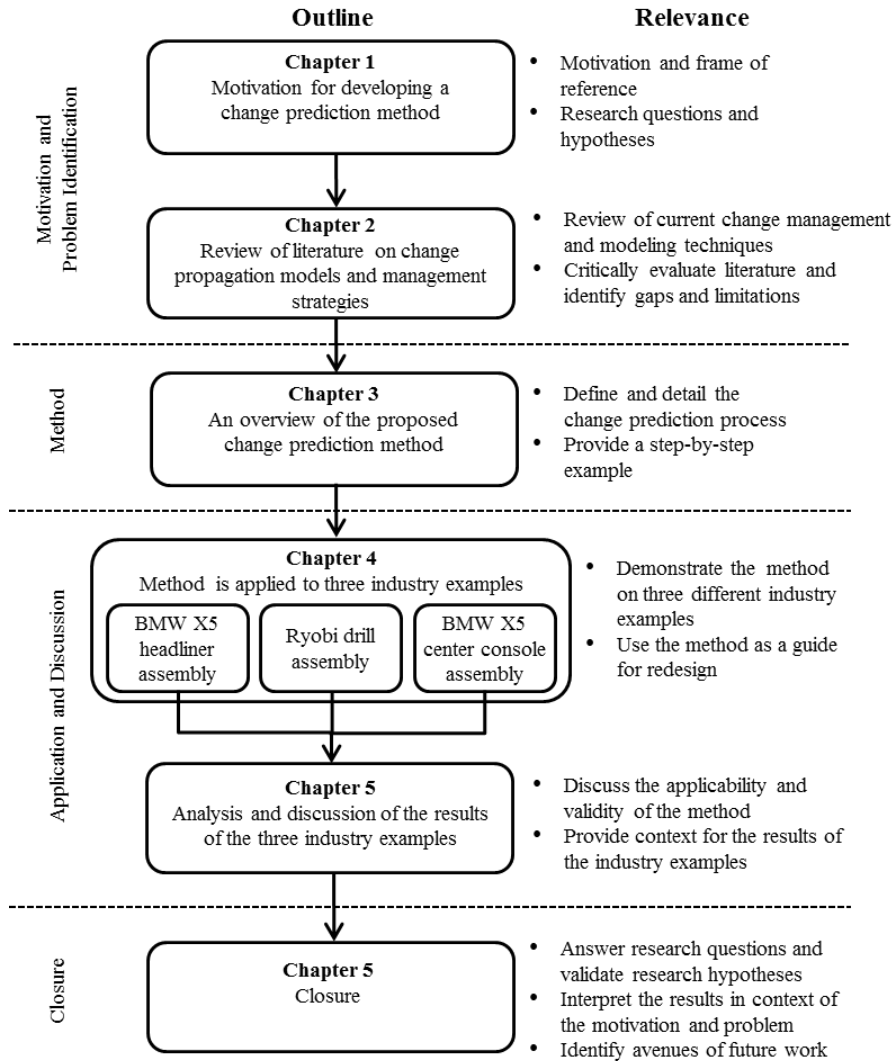 Outline
Relevance
Motivation and
Problem Identification
Chapter 1
Motivation for developing a
change prediction method
• Motivation and frame of
reference
• Research questions and
hypotheses
Chapter 2
Review of literature on change
propagation models and management
strategies
• Review of current change management
and modeling techniques
• Critically evaluate literature and
identify gaps and limitations
Method
Chapter 3
An overview of the proposed
change prediction method
• Define and detail the
change prediction process
• Provide a step-by-step
example
Application and Discussion
Chapter 4
Method is applied to three industry examples
BMW X5
headliner
assembly
Ryobi drill
assembly
BMW X5
center console
assembly
• Demonstrate the method
on three different industry
examples
• Use the method as a guide
for redesign
Chapter 5
Analysis and discussion of the results
of the three industry examples
• Discuss the applicability and
validity of the method
• Provide context for the results of
the industry examples
Closure
Chapter 5
Closure
• Answer research questions and
validate research hypotheses
• Interpret the results in context of
the motivation and problem
• Identify avenues of future work